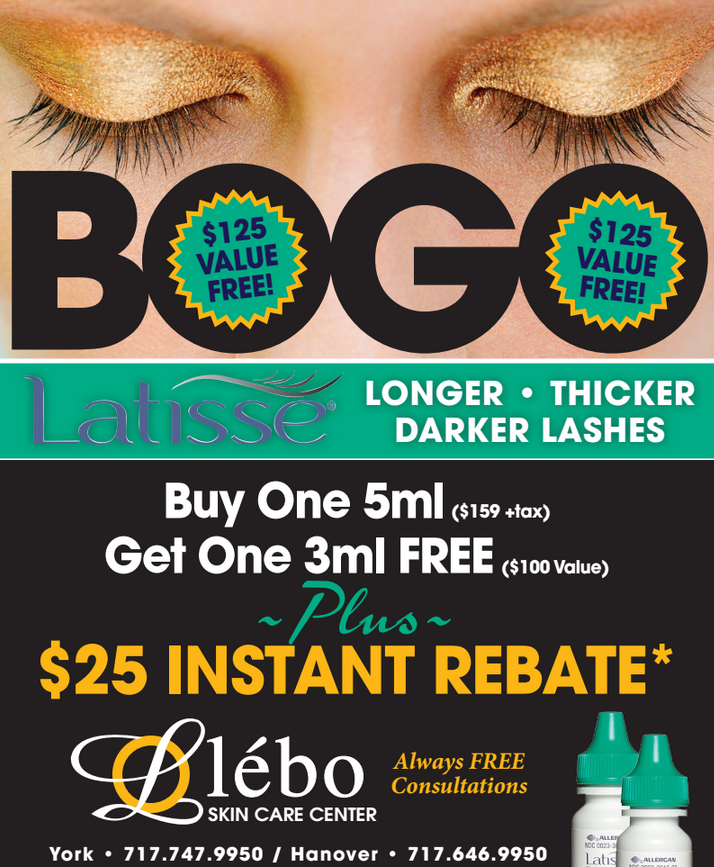 BOGO
$125
VALUE
FREE!
$125
VALUE
FREE!
Latisse®
LONGER • THICKER
DARKER LASHES
Buy One 5ml ($159 +tax)
Get One 3ml FREE ($100 Value)
~Plus~
$25 INSTANT REBATE*
Llébo
SKIN CARE CENTER
Always FREE
Consultations
York • 717.747.9950 / Hanover • 717.646.9950
ALLERGAN